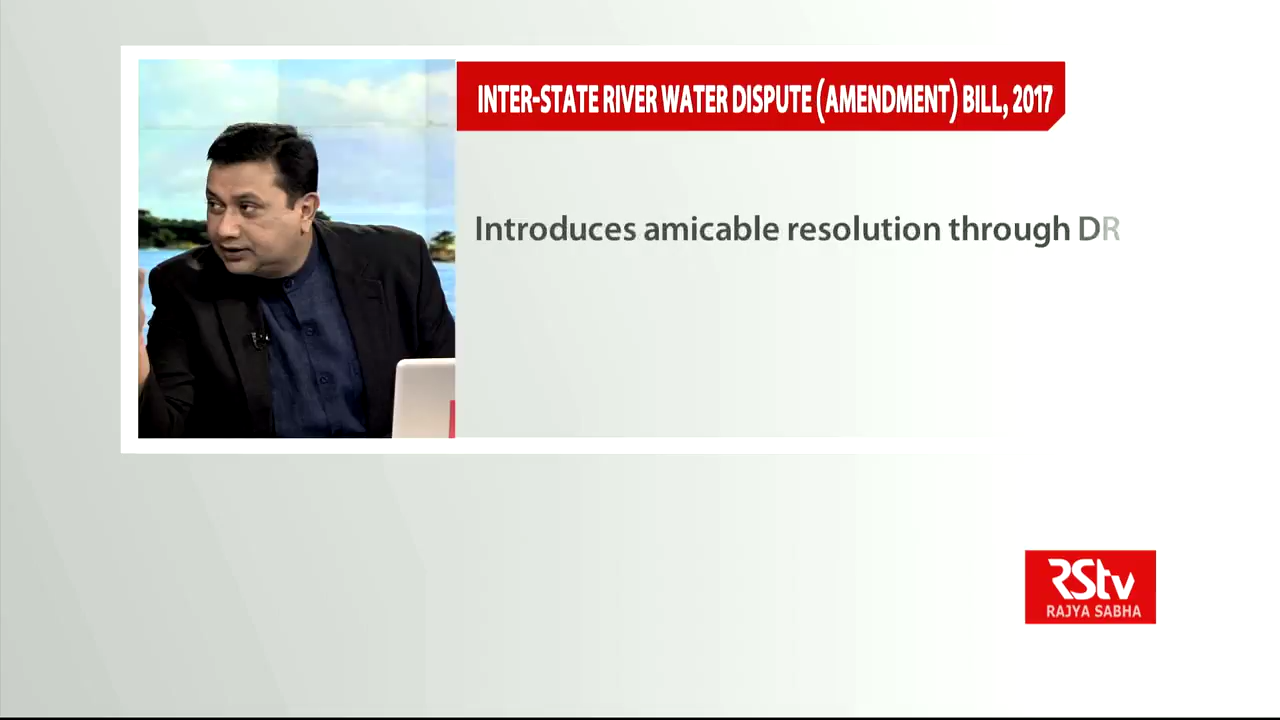 INTER-STATE RIVER WATER DISPUTE (AMENDMENT) BILL, 2017
Introduces amicable resolution through DR
RSTV
RAJYA SABHA